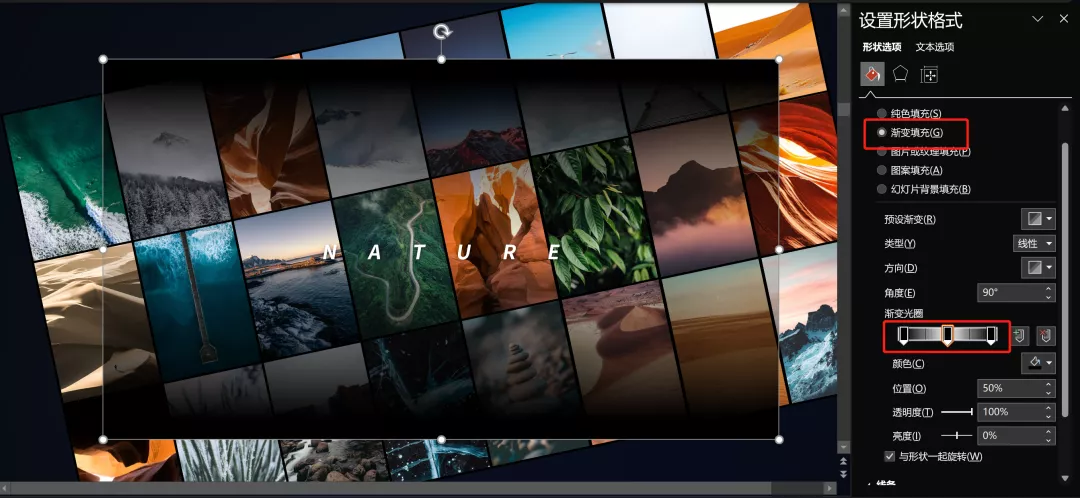 设置形状格式
形状选项 文本选项
纯色填充(S)
渐变填充(G)
图片或纹理填充(P)
图案填充(A)
幻灯片背景填充(B)
预设渐变(R)
类型(Y) 线性
方向(D)
角度(E) 90°
渐变光圈
颜色(C)
位置(O) 50%
透明度(T) 100%
亮度(I) 0%
与形状一起旋转(W)
线条
NATURE